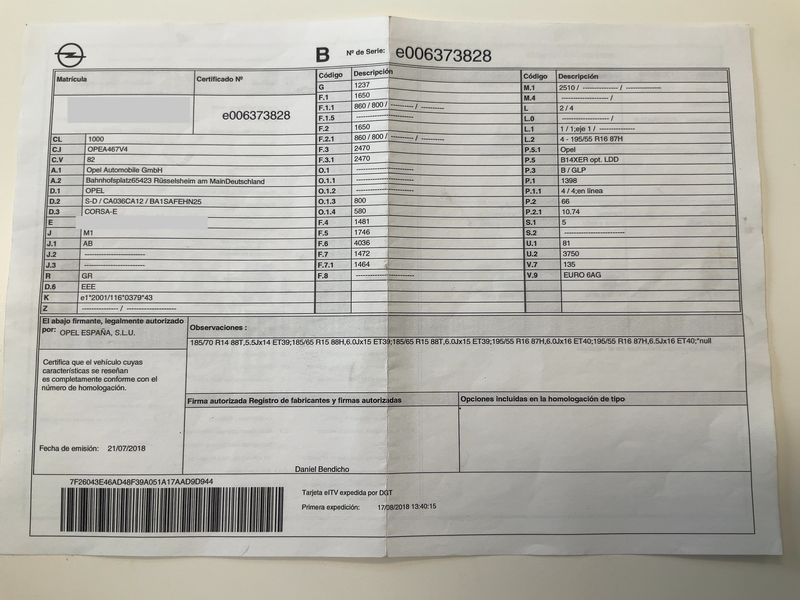 B Nº de Serie: e006373828
Matrícula
Certificado Nº
e006373828
CL 1000
C.I OPEA467V4
C.V 82
A.1 Opel Automobile GmbH
A.2 Bahnhofsplatz65423 Rüsselsheim am MainDeutschland
D.1 OPEL
D.2 S-D / CA036CA12 / BA1SAFEHN25
D.3 CORSA-E
E
J M1
J.1 AB
J.2 ------------------------
J.3 ------------------------
R GR
D.6 EEE
K e1*2001/116*0379*43
Z --------------- / --------------------
Código Descripción
G 1237
F.1 1650
F.1.1 860 / 800 / ---------- / ----------
F.1.5 ------------------------
F.2 1650
F.2.1 860 / 800 / ---------- / ----------
F.3 2470
F.3.1 2470
O.1 ------------------------
O.1.1 ------------------------
O.1.2 ------------------------
O.1.3 800
O.1.4 580
F.4 1481
F.5 1746
F.6 4036
F.7 1472
F.7.1 1464
F.8 ------------------------
Código Descripción
M.1 2510 / --------------- / ---------------
M.4 -------------------- /
L 2 / 4
L.0 -------------------- /
L.1 1 / 1;eje 1 / ---------------
L.2 4 - 195/55 R16 87H
P.5.1 Opel
P.5 B14XER opt. LDD
P.3 B / GLP
P.1 1398
P.1.1 4 / 4;en línea
P.2 66
P.2.1 10.74
S.1 5
S.2 ------------------------
U.1 81
U.2 3750
V.7 135
V.9 EURO 6AG
El abajo firmante, legalmente autorizado
por: OPEL ESPAÑA, S.L.U.
Certifica que el vehículo cuyas
características se reseñan
es completamente conforme con el
número de homologación.
Fecha de emisión: 21/07/2018
Observaciones :
185/70 R14 88T,5.5Jx14 ET39;185/65 R15 88H,6.0Jx15 ET39;185/65 R15 88T,6.0Jx15 ET39;195/55 R16 87H,6.0Jx16 ET40;195/55 R16 87H,6.5Jx16 ET40;*null
Firma autorizada Registro de fabricantes y firmas autorizadas
Daniel Bendicho
Opciones incluidas en la homologación de tipo
7F26043E46AD48F39A051A17AAD9D944
Tarjeta eITV expedida por DGT
Primera expedición: 17/08/2018 13:40:15